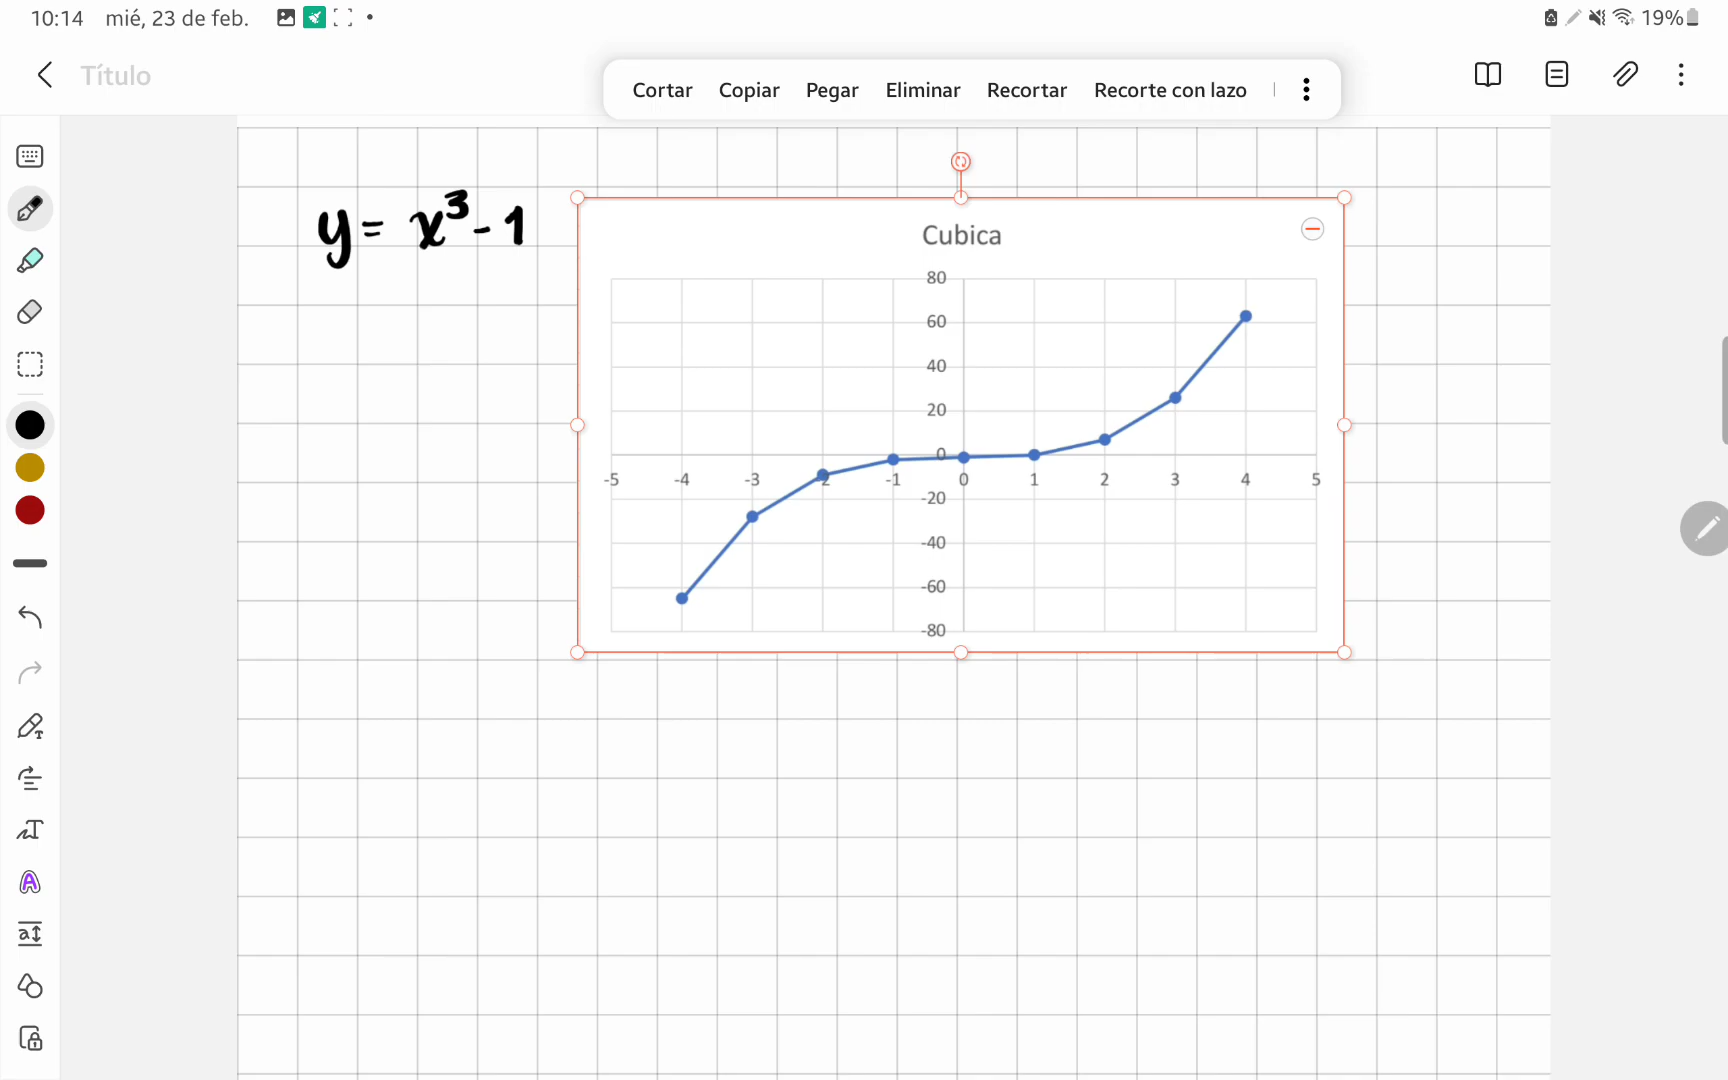 10:14 mié, 23 de feb. 19%
Título
Cortar Copiar Pegar Eliminar Recortar Recorte con lazo
y = x³ - 1
Cubica
80
60
40
20
0
-5 -4 -3 -2 -1 0 1 2 3 4 5
-20
-40
-60
-80